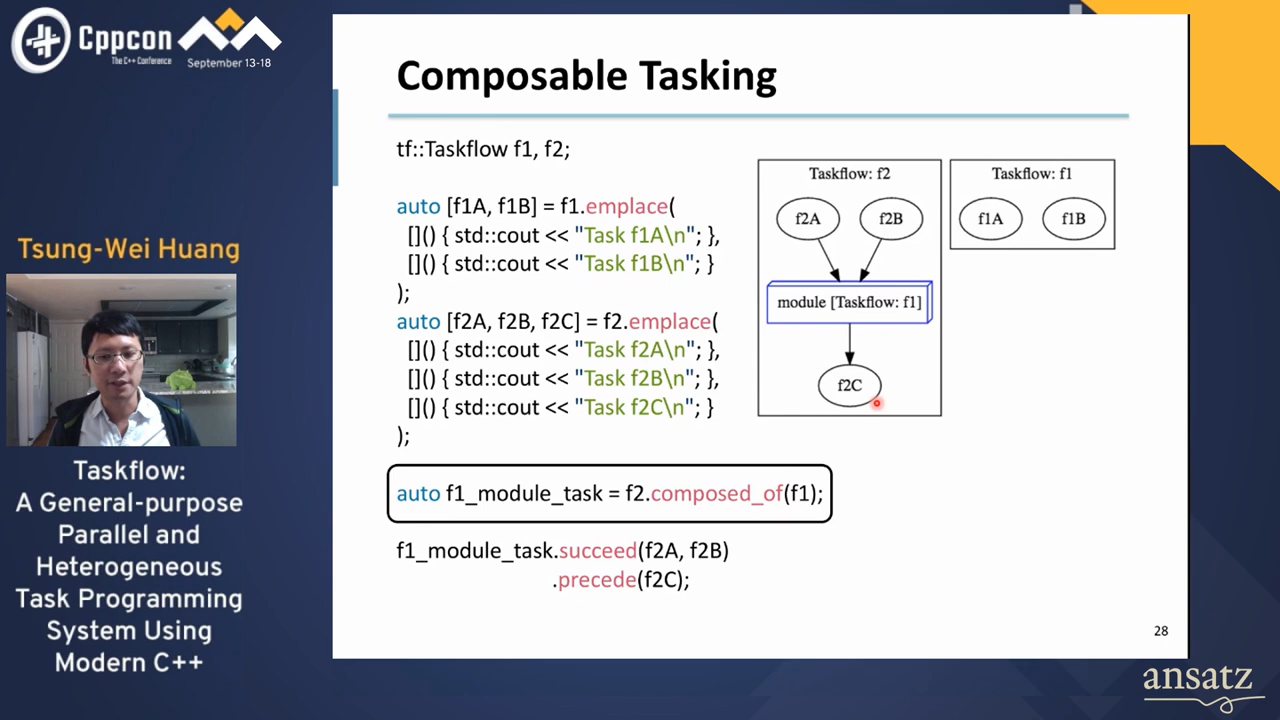 Cppcon
The C++ Conference
September 13-18
Composable Tasking
tf::Taskflow f1, f2;
auto [f1A, f1B] = f1.emplace(
[]() { std::cout << "Task f1A\n"; },
[]() { std::cout << "Task f1B\n"; }
);
auto [f2A, f2B, f2C] = f2.emplace(
[]() { std::cout << "Task f2A\n"; },
[]() { std::cout << "Task f2B\n"; },
[]() { std::cout << "Task f2C\n"; }
);
auto f1_module_task = f2.composed_of(f1);
f1_module_task.succeed(f2A, f2B)
.precede(f2C);
Taskflow: f2
f2A
f2B
module [Taskflow: f1]
f2C
Taskflow: f1
f1A
f1B
28
Tsung-Wei Huang
Taskflow:
A General-purpose
Parallel and
Heterogeneous
Task Programming
System Using
Modern C++
ansatz